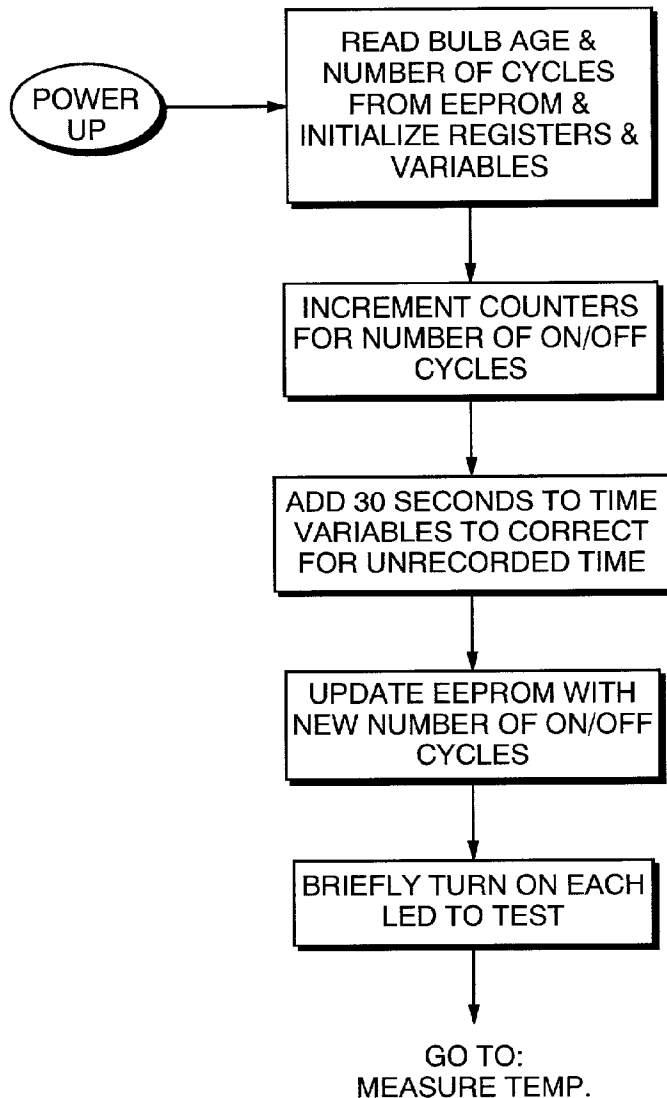 POWER
UP
READ BULB AGE &
NUMBER OF CYCLES
FROM EEPROM &
INITIALIZE REGISTERS &
VARIABLES
INCREMENT COUNTERS
FOR NUMBER OF ON/OFF
CYCLES
ADD 30 SECONDS TO TIME
VARIABLES TO CORRECT
FOR UNRECORDED TIME
UPDATE EEPROM WITH
NEW NUMBER OF ON/OFF
CYCLES
BRIEFLY TURN ON EACH
LED TO TEST
GO TO:
MEASURE TEMP.